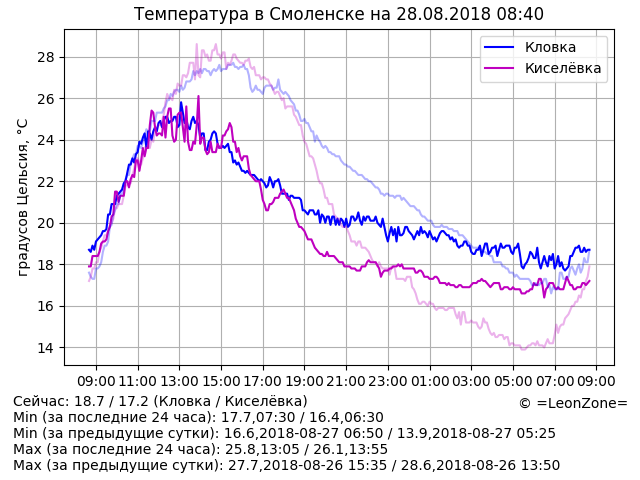 Температура в Смоленске на 28.08.2018 08:40
Кловка
Киселёвка
градусов Цельсия, °C
28
26
24
22
20
18
16
14
09:00 11:00 13:00 15:00 17:00 19:00 21:00 23:00 01:00 03:00 05:00 07:00 09:00
Сейчас: 18.7 / 17.2 (Кловка / Киселёвка)
© =LeonZone=
Min (за последние 24 часа): 17.7,07:30 / 16.4,06:30
Min (за предыдущие сутки): 16.6,2018-08-27 06:50 / 13.9,2018-08-27 05:25
Max (за последние 24 часа): 25.8,13:05 / 26.1,13:55
Max (за предыдущие сутки): 27.7,2018-08-26 15:35 / 28.6,2018-08-26 13:50